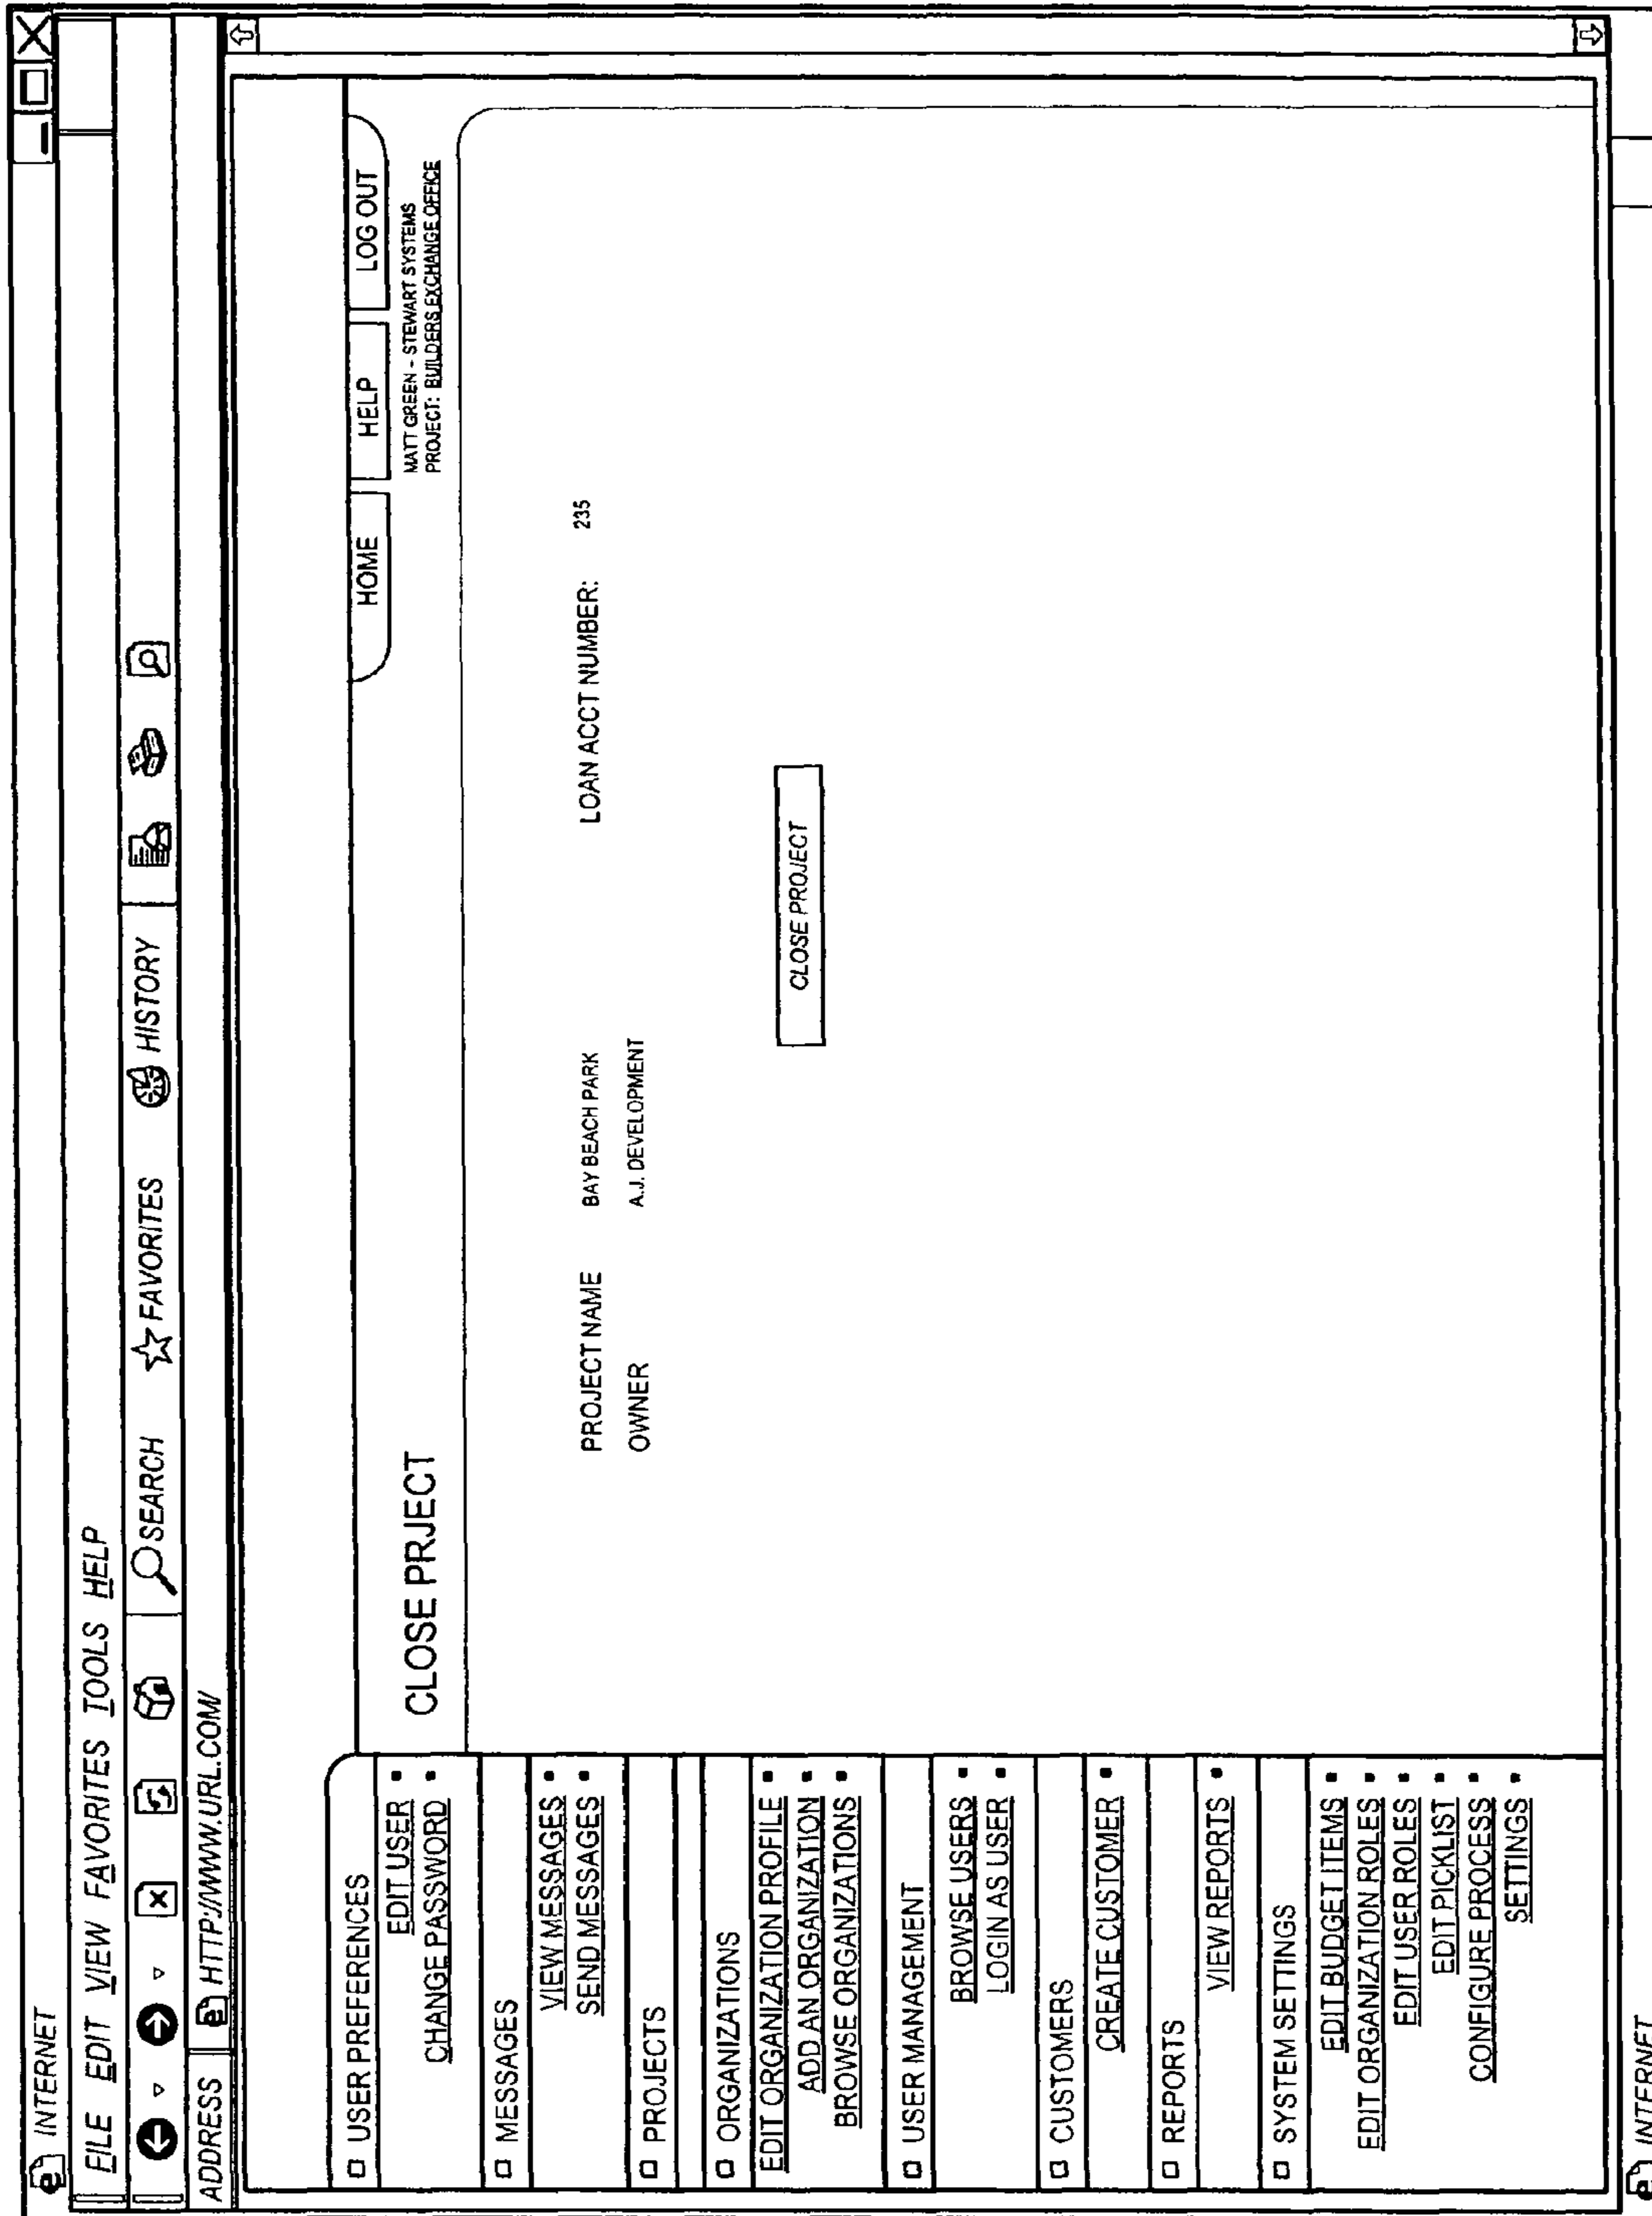 INTERNET
FILE EDIT VIEW FAVORITES TOOLS HELP
SEARCH FAVORITES HISTORY
ADDRESS HTTP://WWW.URL.COM/
HOME HELP LOG OUT
MATT GREEN - STEWART SYSTEMS
PROJECT: BUILDERS EXCHANGE OFFICE
CLOSE PRJECT
USER PREFERENCES
EDIT USER
CHANGE PASSWORD
MESSAGES
VIEW MESSAGES
SEND MESSAGES
PROJECTS
ORGANIZATIONS
EDIT ORGANIZATION PROFILE
ADD AN ORGANIZATION
BROWSE ORGANIZATIONS
USER MANAGEMENT
BROWSE USERS
LOGIN AS USER
CUSTOMERS
CREATE CUSTOMER
REPORTS
VIEW REPORTS
SYSTEM SETTINGS
EDIT BUDGET ITEMS
EDIT ORGANIZATION ROLES
EDIT USER ROLES
EDIT PICKLIST
CONFIGURE PROCESS
SETTINGS
PROJECT NAME BAY BEACH PARK LOAN ACCT NUMBER: 235
OWNER A.J. DEVELOPMENT
CLOSE PROJECT
INTERNET